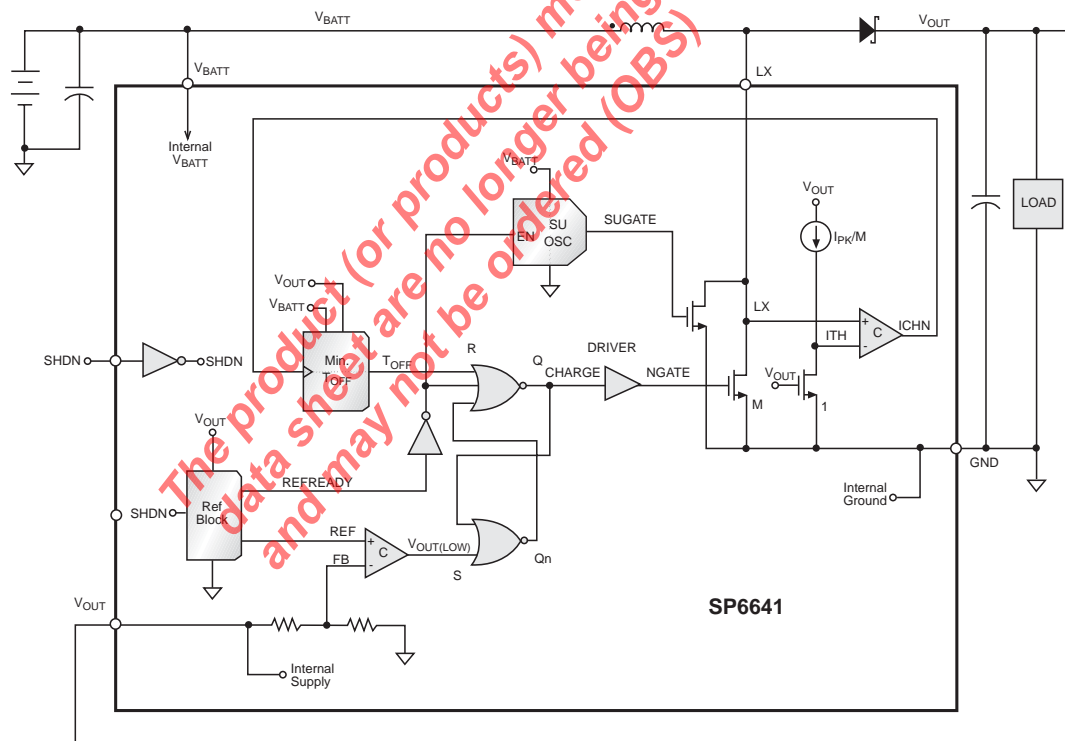 VBATT
VOUT
VBATT
LX
Internal
VBATT
VBATT
SU
OSC
EN
SUGATE
VOUT
IPK/M
LOAD
VOUT
VBATT
LX
ITH
+
-
C
ICHN
SHDN
SHDN
Min.
TOFF
TOFF
R
Q
CHARGE
DRIVER
NGATE
M
VOUT
1
VOUT
REFREADY
GND
Internal
Ground
SHDN
Ref
Block
REF
FB
+
-
C
VOUT(LOW)
S
Qn
VOUT
Internal
Supply
SP6641
The product (or products) m
data sheet are no longer being
and may not be ordered (OBS)